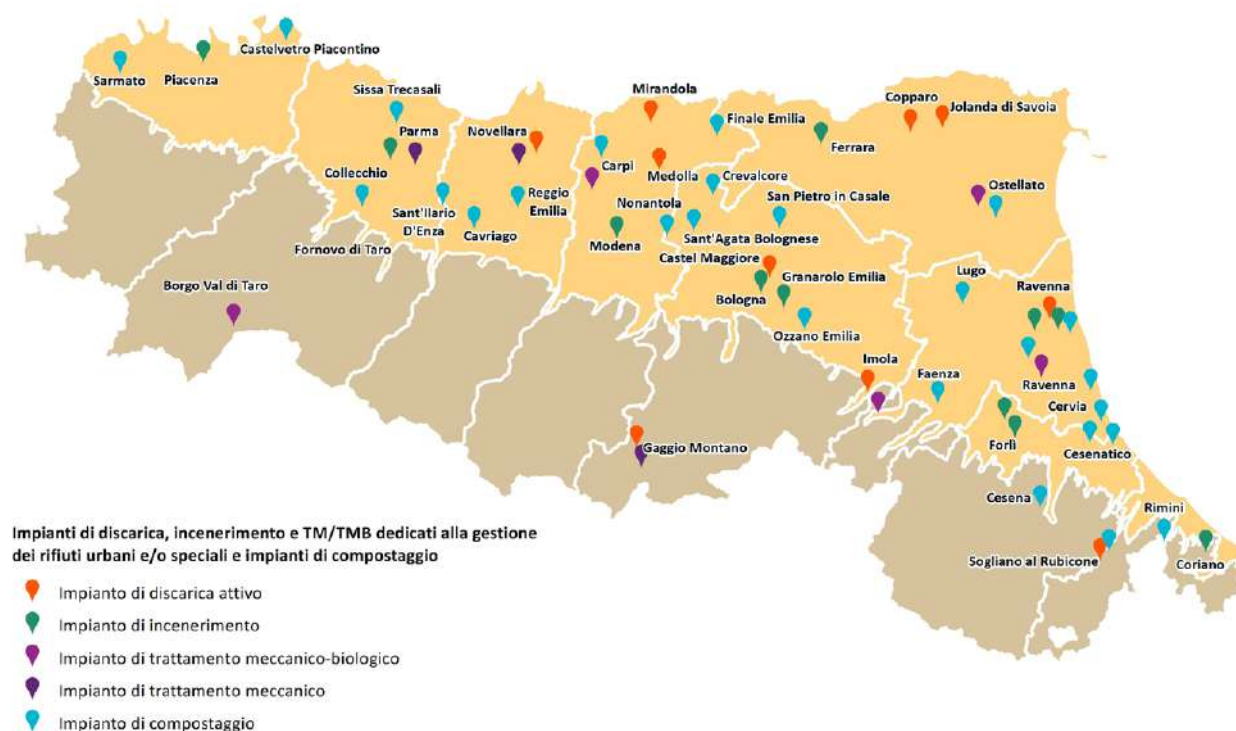 Castelvetro Piacentino
Sarmato
Piacenza
Sissa Trecasali
Parma
Collecchio
Fornovo di Taro
Borgo Val di Taro
Novellara
Sant'Ilario
D'Enza
Cavriago
Reggio
Emilia
Mirandola
Finale Emilia
Carpi
Medolla
Crevalcore
Nonantola
Modena
San Pietro in Casale
Sant'Agata Bolognese
Castel Maggiore
Granarolo Emilia
Bologna
Ozzano Emilia
Imola
Gaggio Montano
Copparo
Jolanda di Savoia
Ferrara
Ostellato
Lugo
Ravenna
Ravenna
Faenza
Cervia
Forlì
Cesenatico
Cesena
Rimini
Sogliano al Rubicone
Coriano
Impianti di discarica, incenerimento e TM/TMB dedicati alla gestione
dei rifiuti urbani e/o speciali e impianti di compostaggio
Impianto di discarica attivo
Impianto di incenerimento
Impianto di trattamento meccanico-biologico
Impianto di trattamento meccanico
Impianto di compostaggio